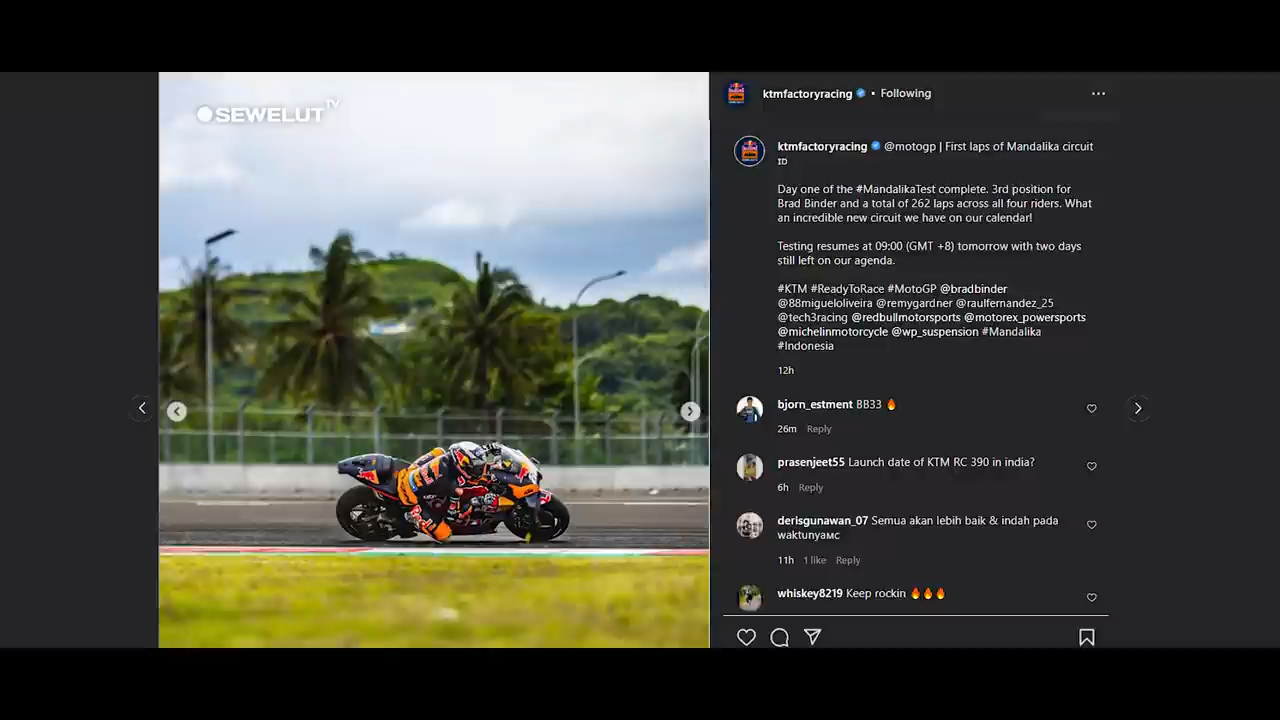 SEWELUT TV
ktmfactoryracing • Following
ktmfactoryracing @motogp | First laps of Mandalika circuit
ID
Day one of the #MandalikaTest complete. 3rd position for
Brad Binder and a total of 262 laps across all four riders. What
an incredible new circuit we have on our calendar!
Testing resumes at 09:00 (GMT +8) tomorrow with two days
still left on our agenda.
#KTM #ReadyToRace #MotoGP @bradbinder
@88migueloliveira @remygardner @raulfernandez_25
@tech3racing @redbullmotorsports @motorex_powersports
@michelinmotorcycle @wp_suspension #Mandalika
#Indonesia
12h
bjorn_estment BB33 🔥
26m Reply
prasenjeet55 Launch date of KTM RC 390 in india?
6h Reply
derisgunawan_07 Semua akan lebih baik & indah pada
waktunyaᴀᴍᴄ
11h 1 like Reply
whiskey8219 Keep rockin 🔥🔥🔥